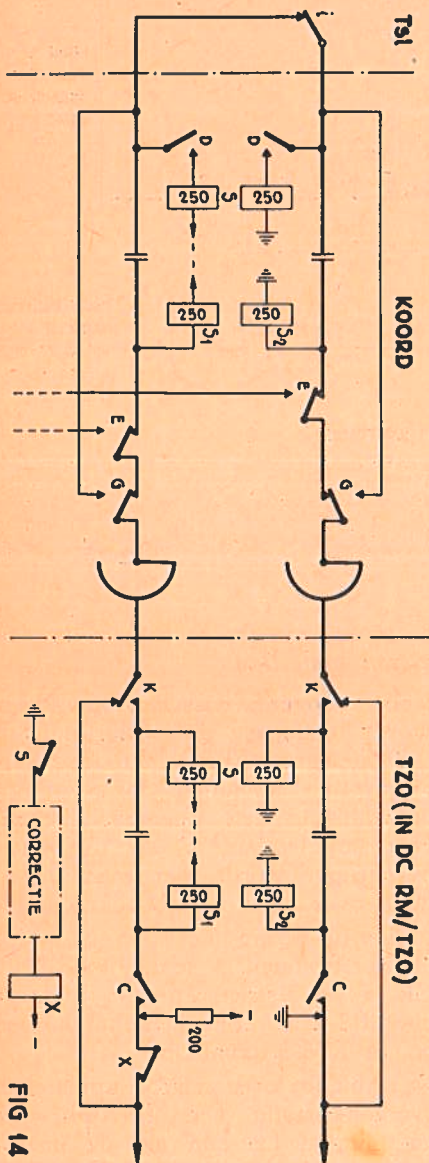 TSI
KOORD
TZO (IN DC RM/TZO)
i
D
250
S
250
S2
E
G
K
250
S
250
S2
C
D
250
250
S1
E
G
K
250
250
S1
C
200
X
S
CORRECTIE
X
FIG 14